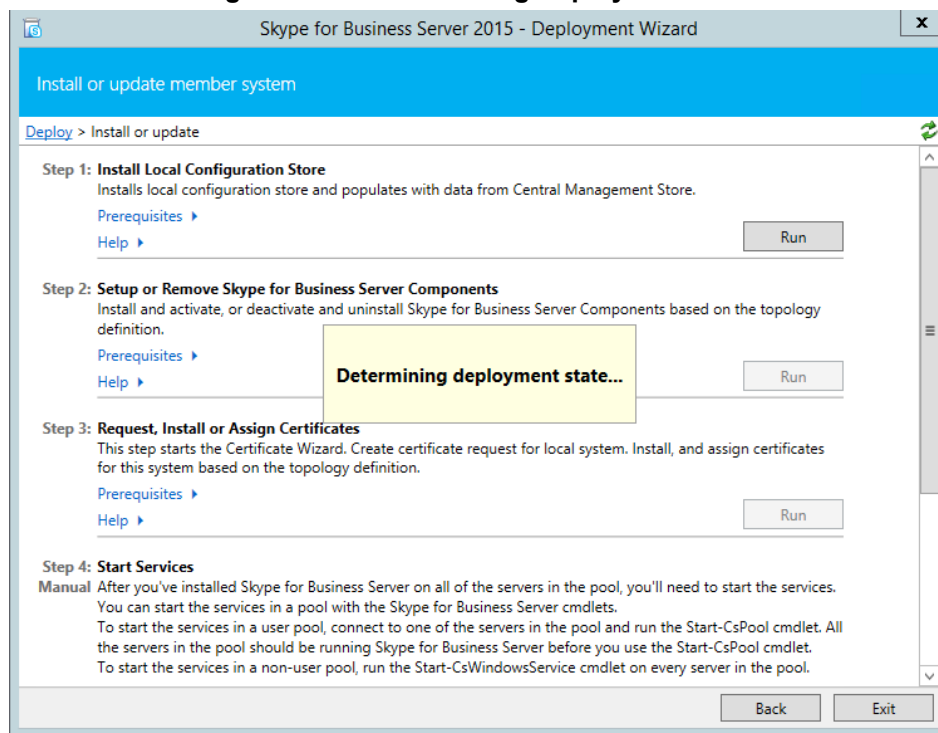 Skype for Business Server 2015 - Deployment Wizard
x
Install or update member system
Deploy > Install or update
Step 1: Install Local Configuration Store
Installs local configuration store and populates with data from Central Management Store.
Prerequisites
Help
Run
Step 2: Setup or Remove Skype for Business Server Components
Install and activate, or deactivate and uninstall Skype for Business Server Components based on the topology
definition.
Prerequisites
Help
Run
Determining deployment state...
Step 3: Request, Install or Assign Certificates
This step starts the Certificate Wizard. Create certificate request for local system. Install, and assign certificates
for this system based on the topology definition.
Prerequisites
Help
Run
Step 4: Start Services
Manual After you've installed Skype for Business Server on all of the servers in the pool, you'll need to start the services.
You can start the services in a pool with the Skype for Business Server cmdlets.
To start the services in a user pool, connect to one of the servers in the pool and run the Start-CsPool cmdlet. All
the servers in the pool should be running Skype for Business Server before you use the Start-CsPool cmdlet.
To start the services in a non-user pool, run the Start-CsWindowsService cmdlet on every server in the pool.
Back
Exit